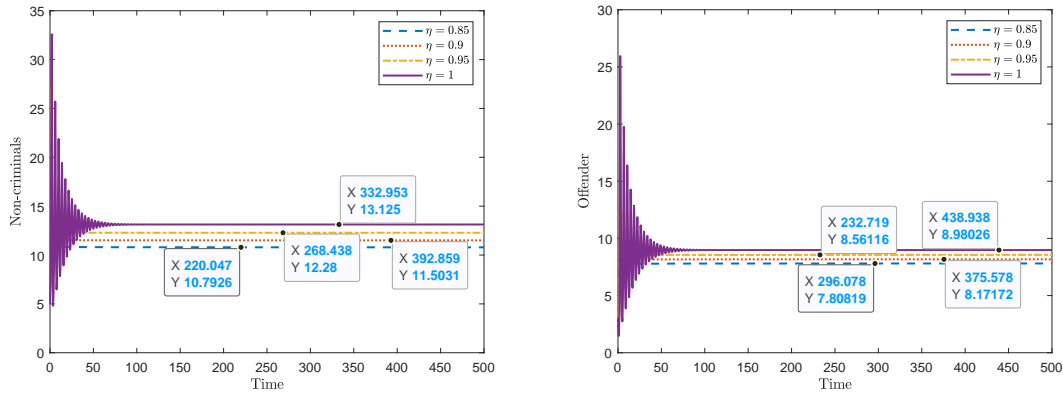 35
30
25
20
15
10
5
0
Non-criminals
η = 0.85
η = 0.9
η = 0.95
η = 1
X 332.953
Y 13.125
X 268.438
Y 12.28
X 392.859
Y 11.5031
X 220.047
Y 10.7926
0 50 100 150 200 250 300 350 400 450 500
Time
30
25
20
15
10
5
0
Offender
η = 0.85
η = 0.9
η = 0.95
η = 1
X 232.719
Y 8.56116
X 438.938
Y 8.98026
X 296.078
Y 7.80819
X 375.578
Y 8.17172
0 50 100 150 200 250 300 350 400 450 500
Time